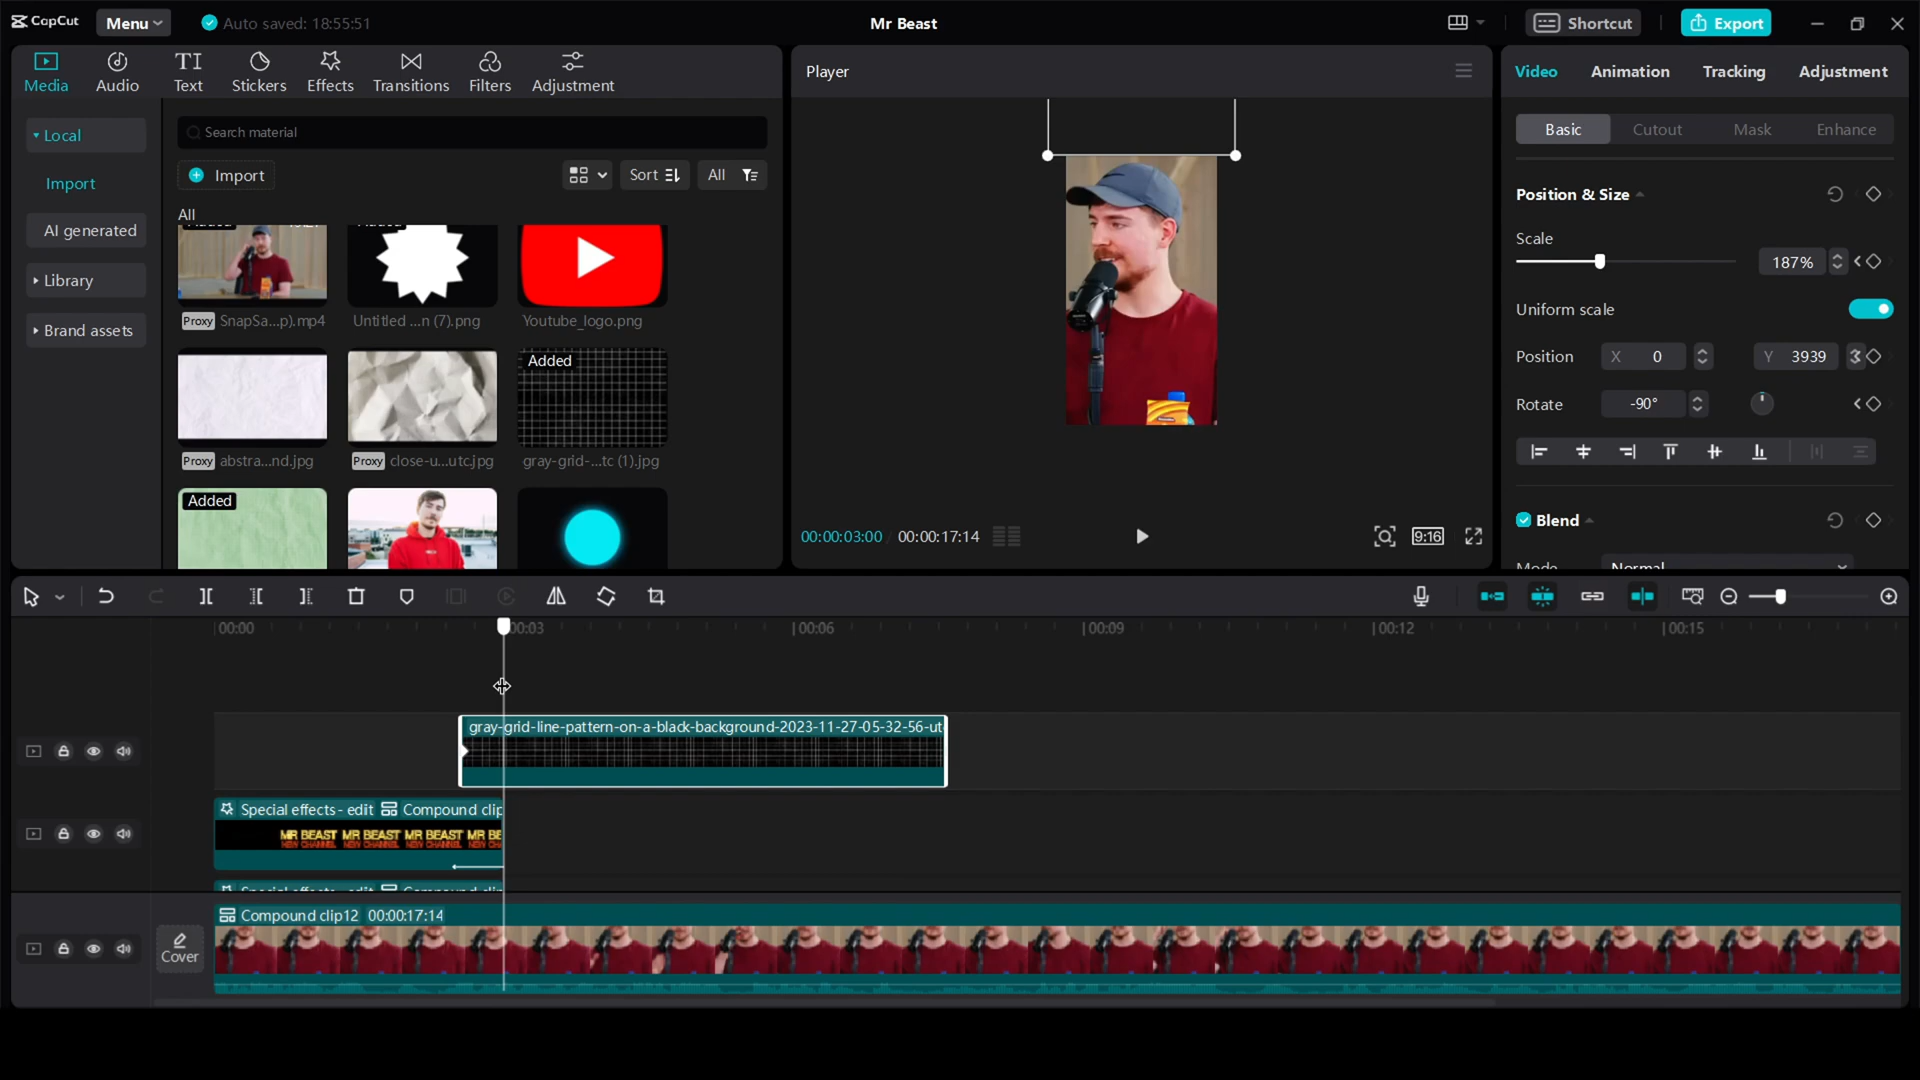 CapCut
Menu
Auto saved: 18:55:51
Mr Beast
Shortcut
Export
Media
Audio
TI
Text
Stickers
Effects
Transitions
Filters
Adjustment
Player
Video
Animation
Tracking
Adjustment
Local
Import
AI generated
Library
Brand assets
Search material
Import
Sort
All
All
Proxy SnapSa...p).mp4
Untitled ...n (7).png
Youtube_logo.png
Added
Proxy abstra...nd.jpg
Proxy close-u...utc.jpg
gray-grid-...tc (1).jpg
Added
00:00:03:00 / 00:00:17:14
9:16
Basic
Cutout
Mask
Enhance
Position & Size
Scale
187%
Uniform scale
Position
X 0
Y 3939
Rotate
-90°
Blend
Mode
Normal
00:00
00:03
00:06
00:09
00:12
00:15
gray-grid-line-pattern-on-a-black-background-2023-11-27-05-32-56-ut
Special effects - edit
Compound clip
MR BEAST MR BEAST MR BEAST MR BE
NEW CHANNEL NEW CHANNEL NEW CHANNEL NEW CH
Special effects - edit
Compound clip
Cover
Compound clip12 00:00:17:14